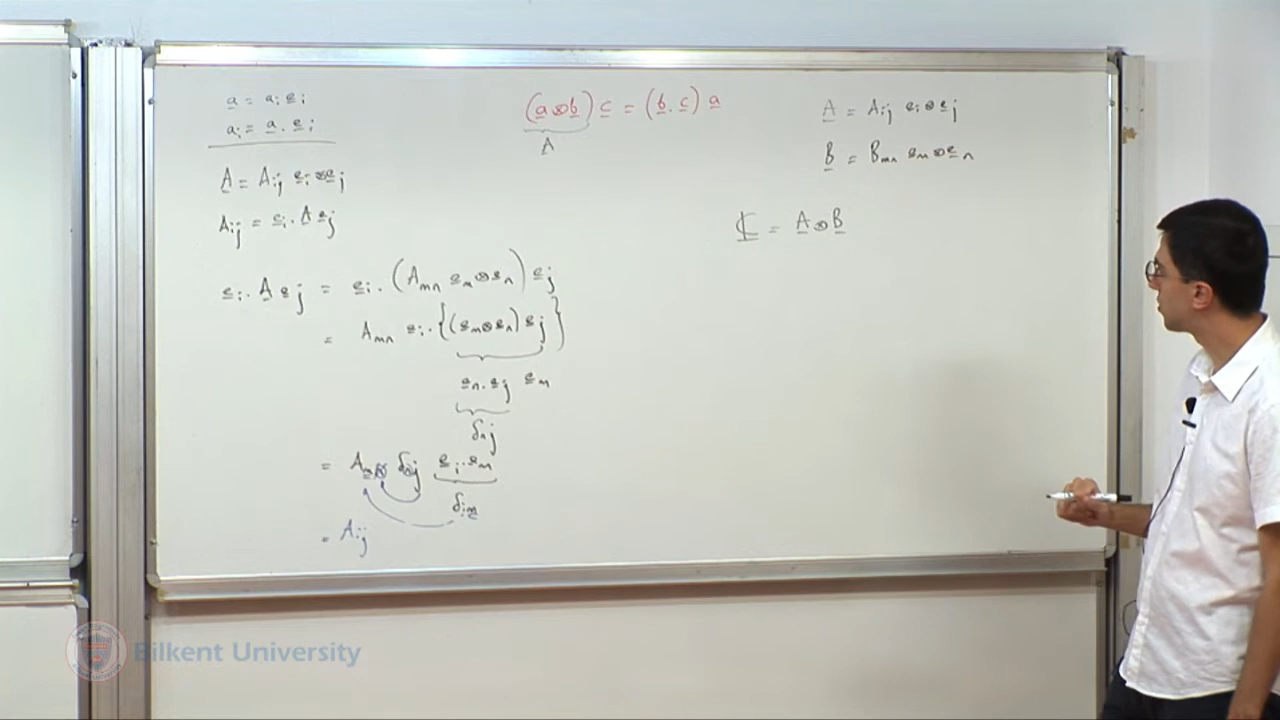 a = aᵢ eᵢ
aᵢ = a . eᵢ
A = Aᵢⱼ eᵢ⊗eⱼ
Aᵢⱼ = eᵢ . A eⱼ
eᵢ . A eⱼ = eᵢ . (Aₘₙ eₘ⊗eₙ) eⱼ
= Aₘₙ eᵢ . {(eₘ⊗eₙ) eⱼ}
eₙ . eⱼ eₘ
δₙⱼ
= Aₘₙ δₙⱼ eᵢ . eₘ
δᵢₘ
= Aᵢⱼ
(a⊗b) c = (b . c) a
A
A = Aᵢⱼ eᵢ⊗eⱼ
B = Bₘₙ eₘ⊗eₙ
ℂ = A⊗B
Bilkent University